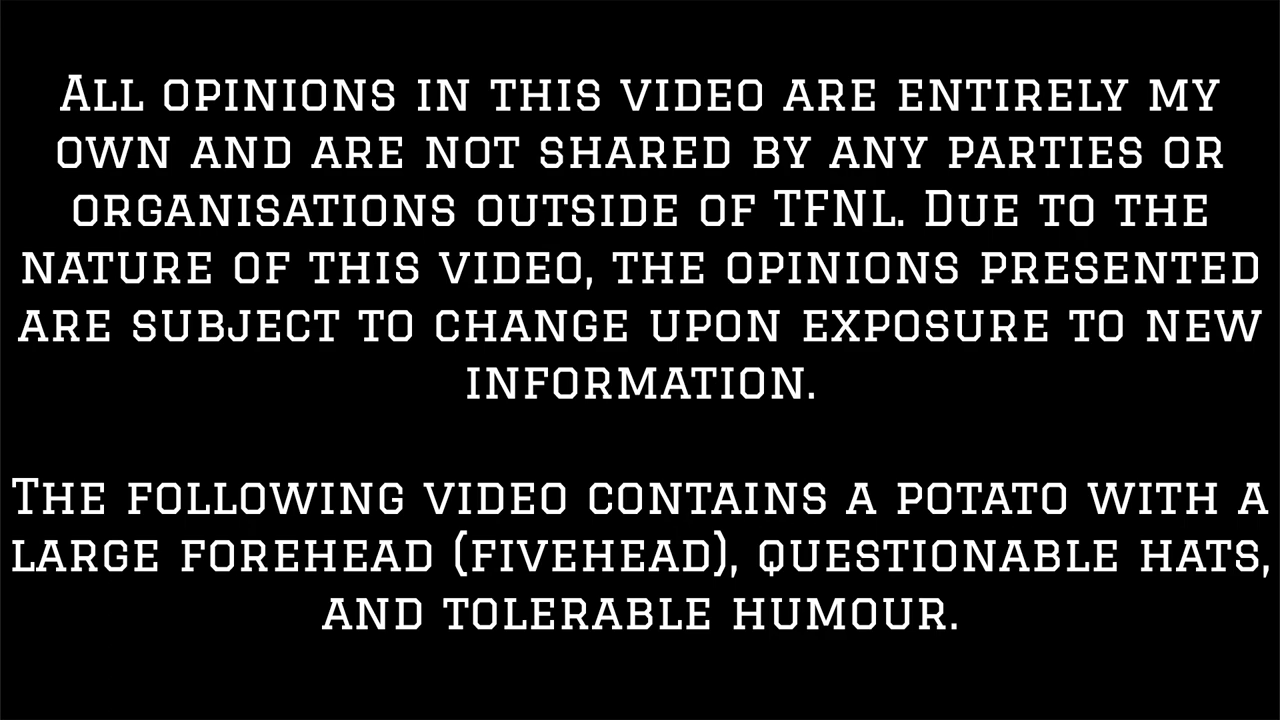 All opinions in this video are entirely my
own and are not shared by any parties or
organisations outside of TFNL. Due to the
nature of this video, the opinions presented
are subject to change upon exposure to new
information.
The following video contains a potato with a
large forehead (fivehead), questionable hats,
and tolerable humour.